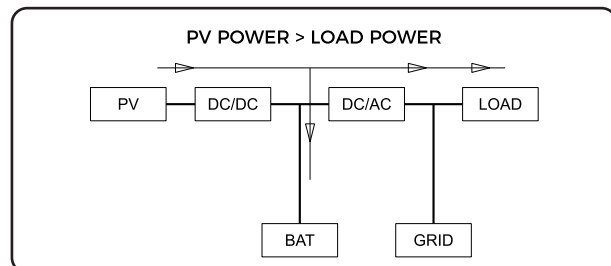 PV POWER > LOAD POWER
PV
DC/DC
DC/AC
LOAD
BAT
GRID